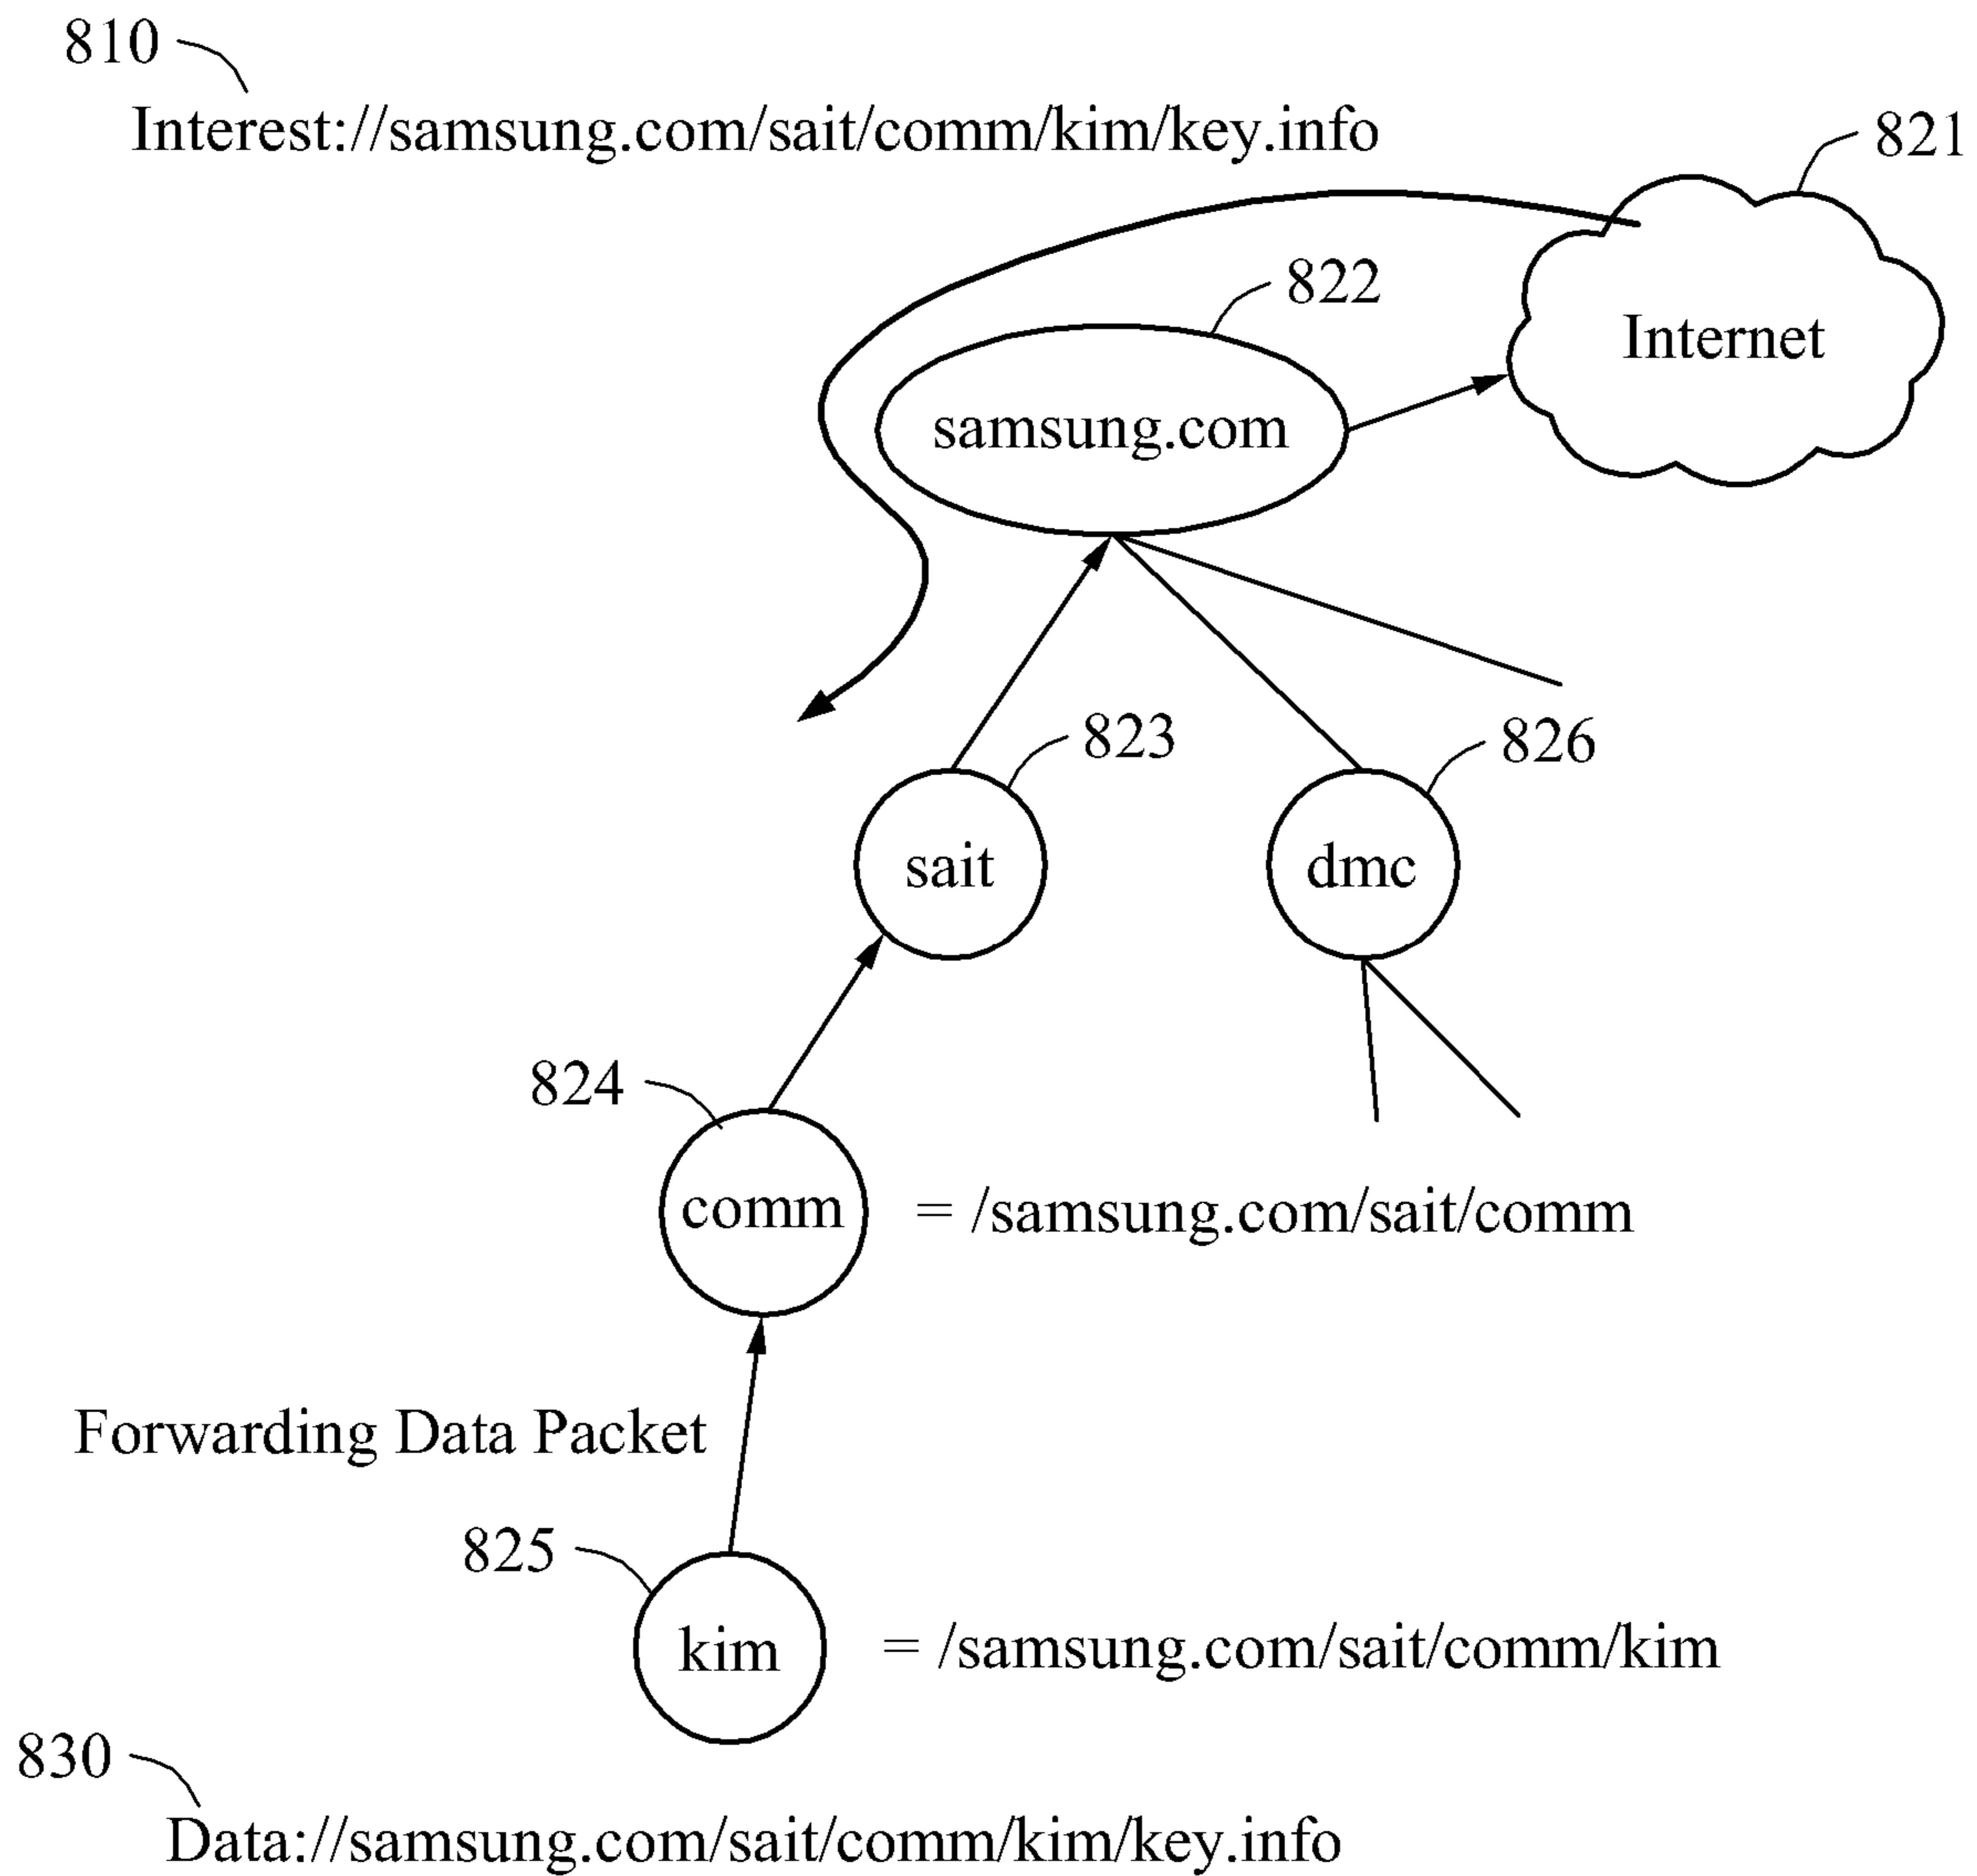 810
Interest://samsung.com/sait/comm/kim/key.info
821
822
Internet
samsung.com
823
826
sait
dmc
824
comm
= /samsung.com/sait/comm
Forwarding Data Packet
825
kim
= /samsung.com/sait/comm/kim
830
Data://samsung.com/sait/comm/kim/key.info